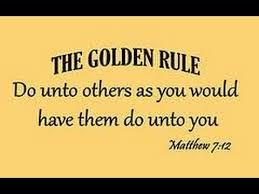 THE GOLDEN RULE
Do unto others as you would
have them do unto you
Matthew 7:12